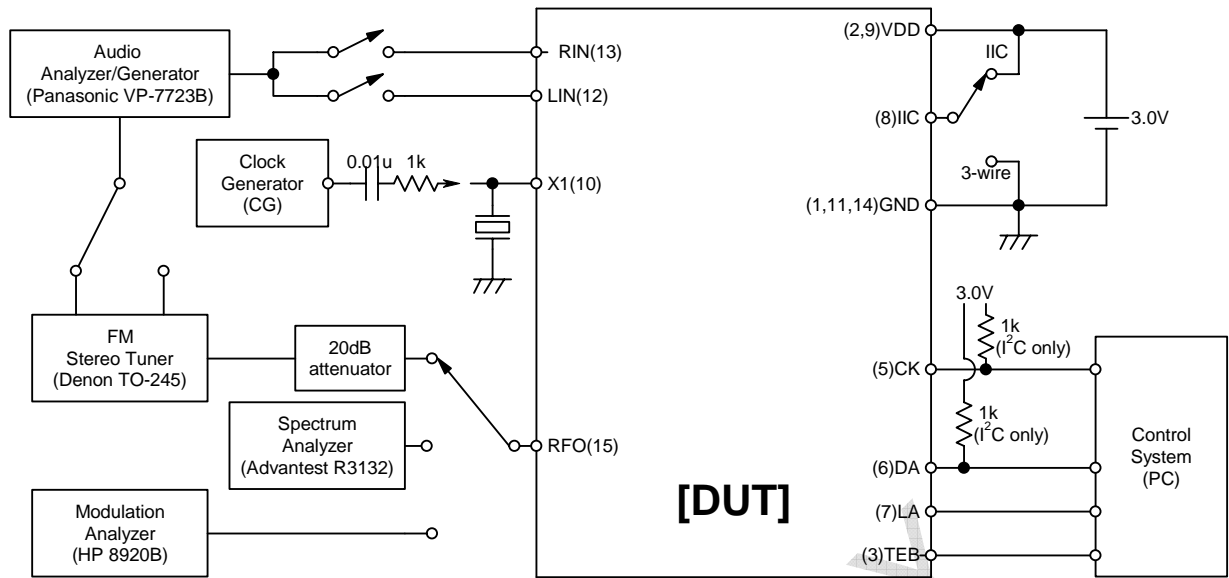 Audio
Analyzer/Generator
(Panasonic VP-7723B)
RIN(13)
LIN(12)
Clock
Generator
(CG)
0.01u
1k
X1(10)
FM
Stereo Tuner
(Denon TO-245)
20dB
attenuator
Spectrum
Analyzer
(Advantest R3132)
RFO(15)
Modulation
Analyzer
(HP 8920B)
[DUT]
(2,9)VDD
IIC
(8)IIC
3.0V
3-wire
(1,11,14)GND
3.0V
1k
(I²C only)
(5)CK
1k
(I²C only)
(6)DA
(7)LA
(3)TEB
Control
System
(PC)